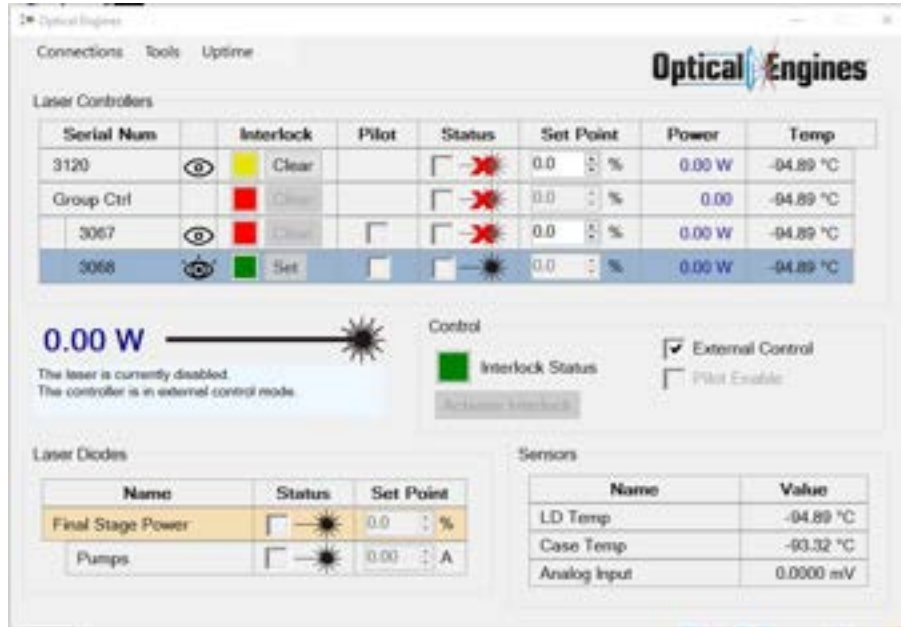 Optical Engines
Connections Tools Uptime
Optical Engines
Laser Controllers
Serial Num Interlock Pilot Status Set Point Power Temp
3120 Clear 0.0 % 0.00 W -94.89 °C
Group Ctrl Clear 0.0 % 0.00 -94.89 °C
3067 Clear 0.0 % 0.00 W -94.89 °C
3068 Set 0.0 % 0.00 W -94.89 °C
0.00 W
The laser is currently disabled.
The controller is in external control mode.
Control
Interlock Status
External Control
Pilot Enable
Activate Interlock
Laser Diodes
Name Status Set Point
Final Stage Power 0.0 %
Pumps 0.00 A
Sensors
Name Value
LD Temp -94.89 °C
Case Temp -93.32 °C
Analog Input 0.0000 mV